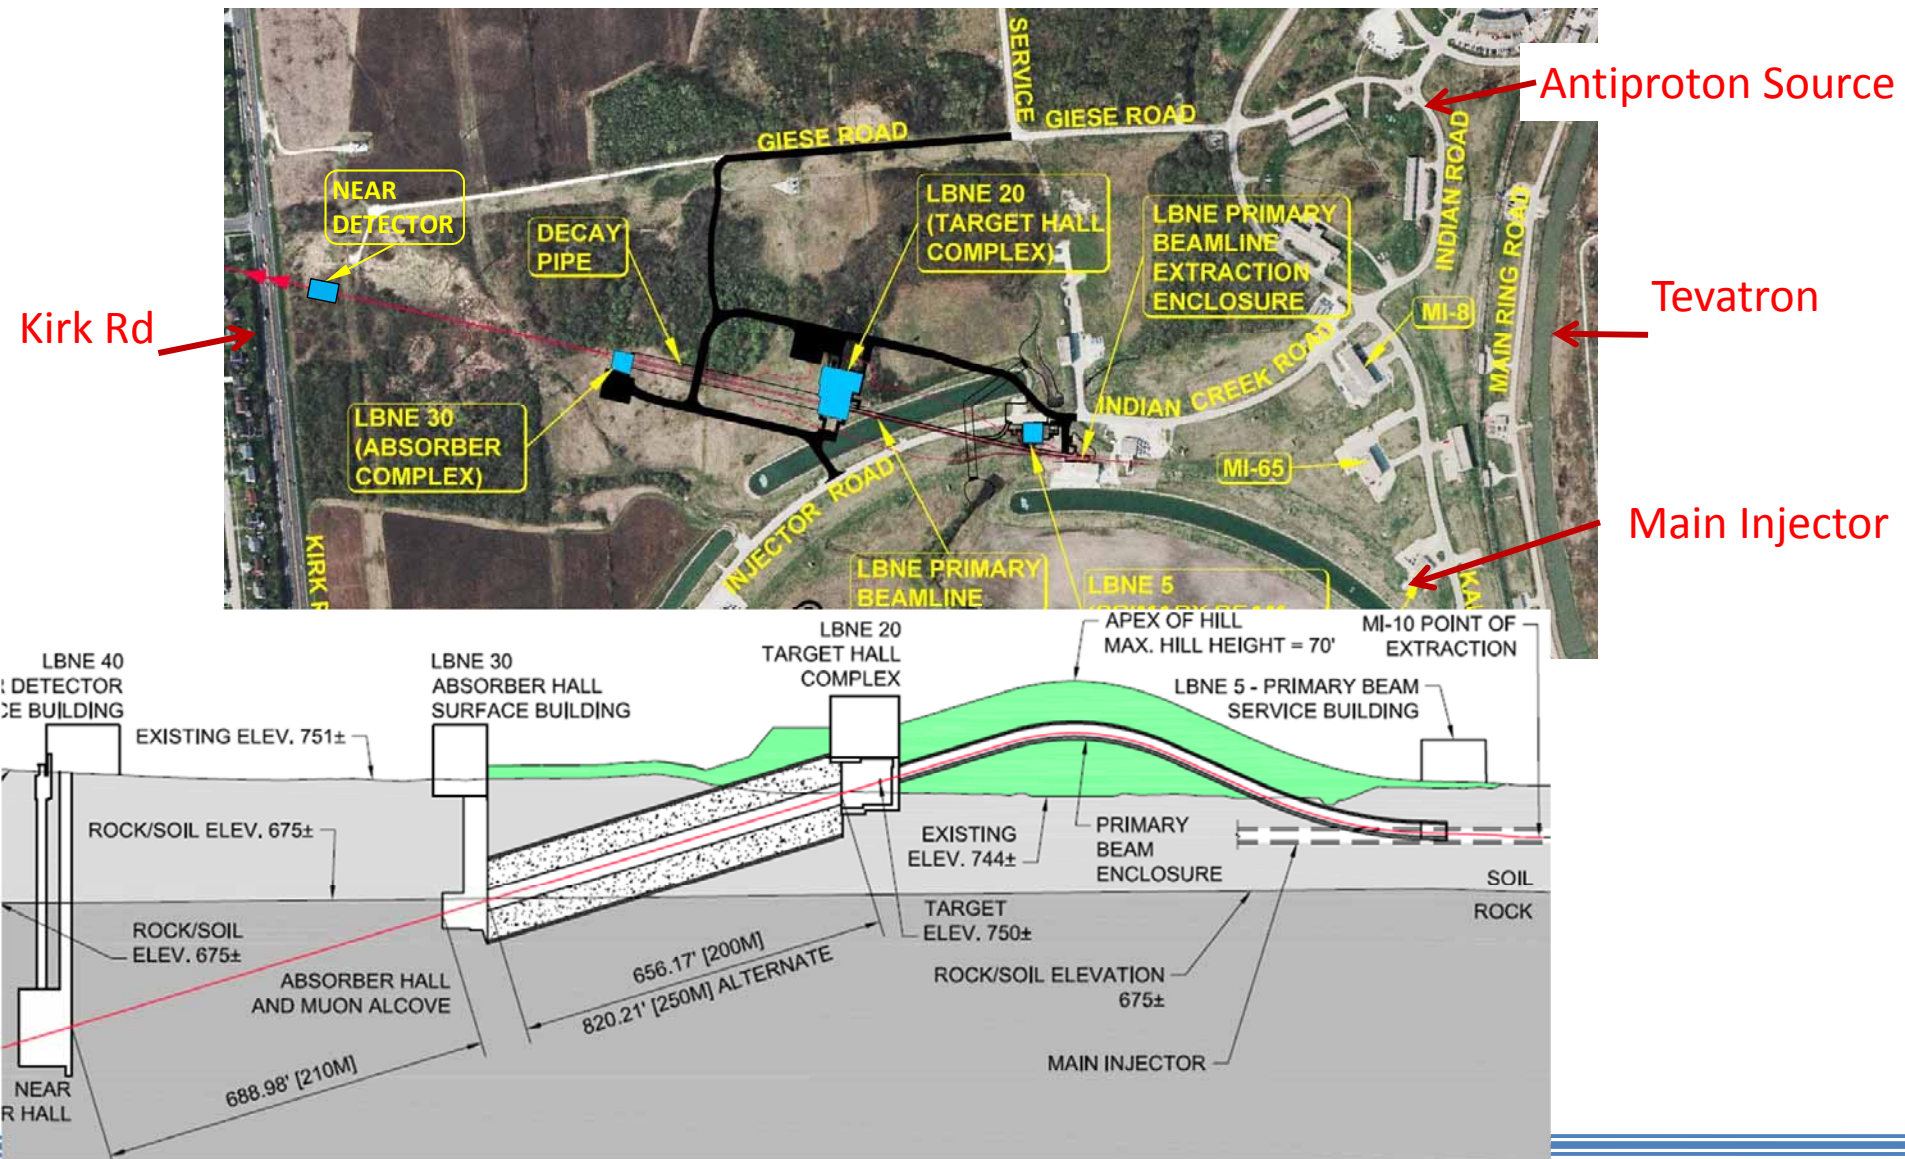 SERVICE
Antiproton Source
GIESE ROAD
GIESE ROAD
INDIAN ROAD
NEAR
DETECTOR
LBNE 20
(TARGET HALL
COMPLEX)
LBNE PRIMARY
BEAMLINE
EXTRACTION
ENCLOSURE
INDIAN ROAD
MAIN RING ROAD
DECAY
PIPE
Tevatron
Kirk Rd
MI-8
INDIAN CREEK ROAD
LBNE 30
(ABSORBER
COMPLEX)
MI-65
INJECTOR ROAD
Main Injector
KIRK
LBNE PRIMARY
BEAMLINE
LBNE 5
APEX OF HILL
MAX. HILL HEIGHT = 70'
MI-10 POINT OF
EXTRACTION
LBNE 20
TARGET HALL
COMPLEX
LBNE 40
DETECTOR
CE BUILDING
LBNE 30
ABSORBER HALL
SURFACE BUILDING
LBNE 5 - PRIMARY BEAM
SERVICE BUILDING
EXISTING ELEV. 751±
ROCK/SOIL ELEV. 675±
EXISTING
ELEV. 744±
PRIMARY
BEAM
ENCLOSURE
SOIL
ROCK
ROCK/SOIL
ELEV. 675±
TARGET
ELEV. 750±
656.17' [200M]
820.21' [250M] ALTERNATE
ROCK/SOIL ELEVATION
675±
ABSORBER HALL
AND MUON ALCOVE
MAIN INJECTOR
688.98' [210M]
NEAR
R HALL